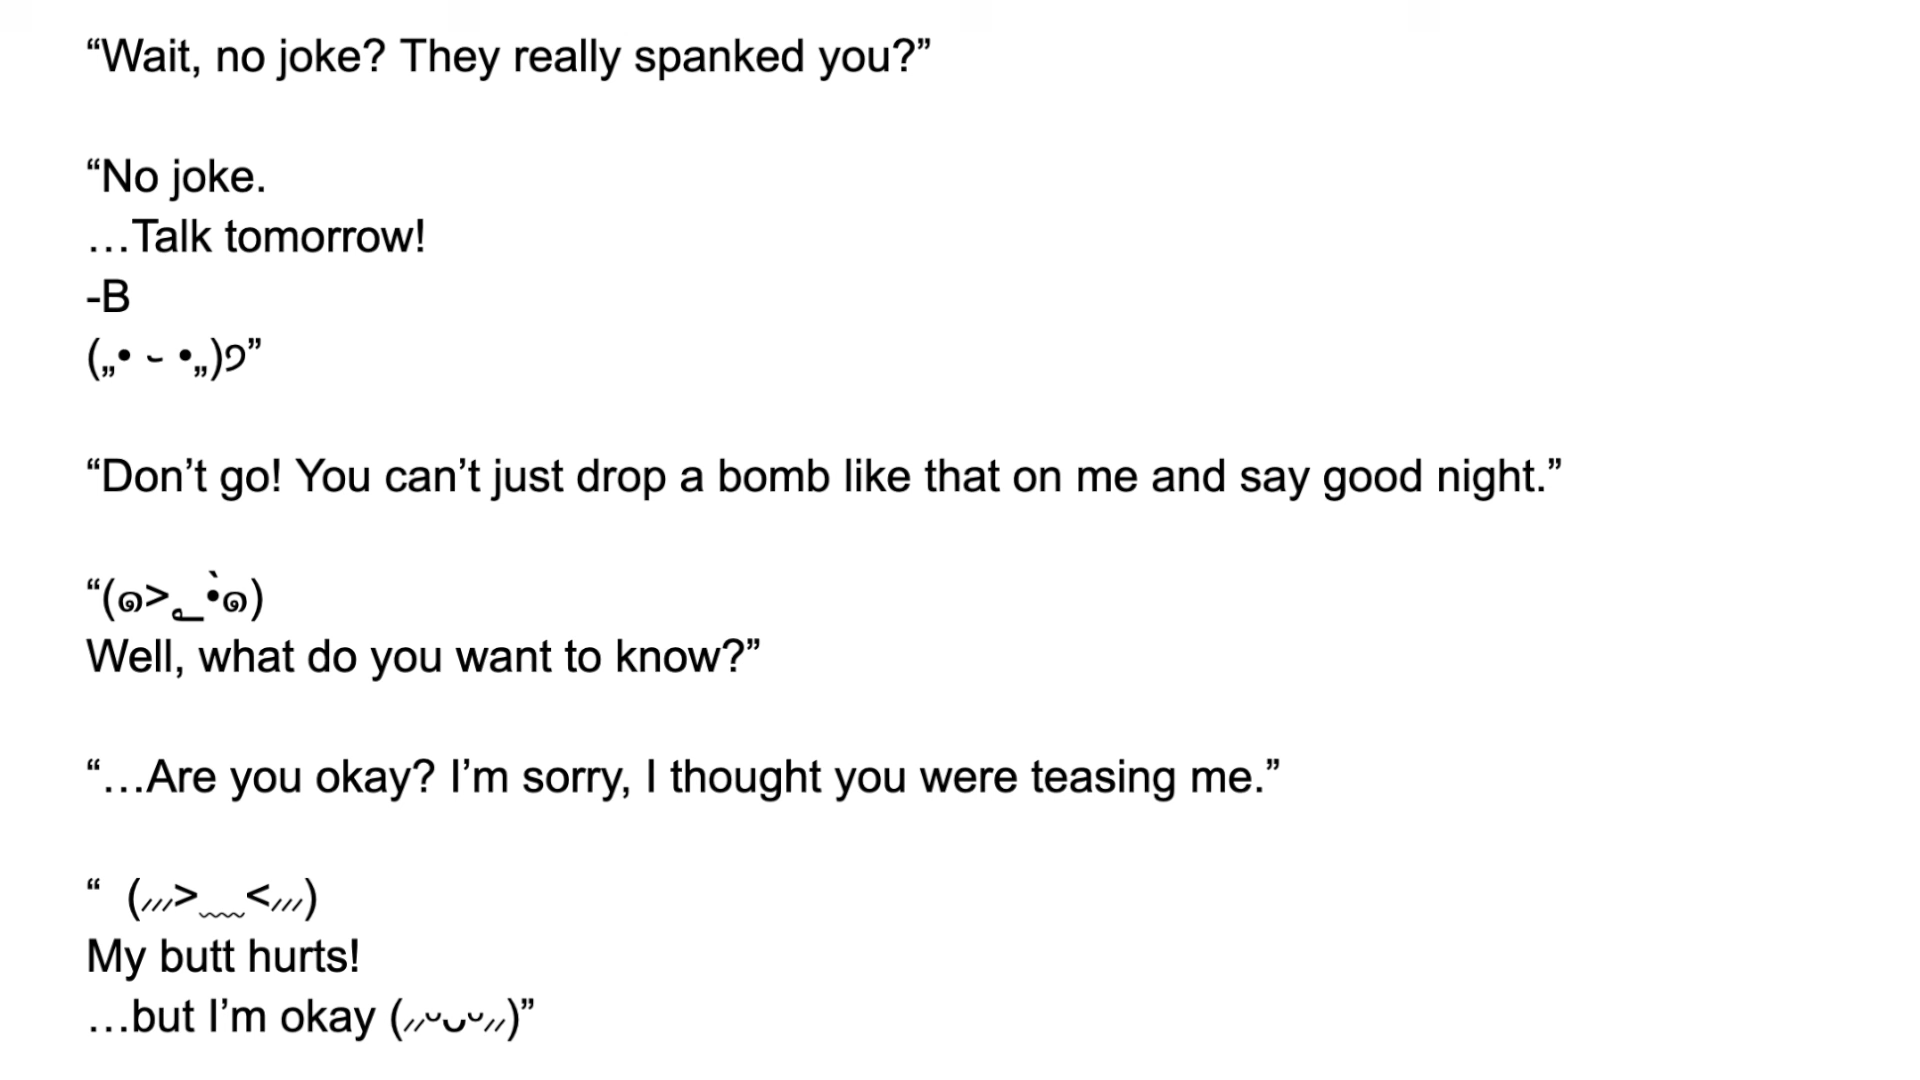 “Wait, no joke? They really spanked you?”
“No joke.
…Talk tomorrow!
-B
(„• ᴗ •„)੭”
“Don’t go! You can’t just drop a bomb like that on me and say good night.”
“(๑>؂•̀๑)
Well, what do you want to know?”
“…Are you okay? I’m sorry, I thought you were teasing me.”
“ (⸝⸝⸝>﹏<⸝⸝⸝)
My butt hurts!
…but I’m okay (⸝⸝ᵕᴗᵕ⸝⸝)”